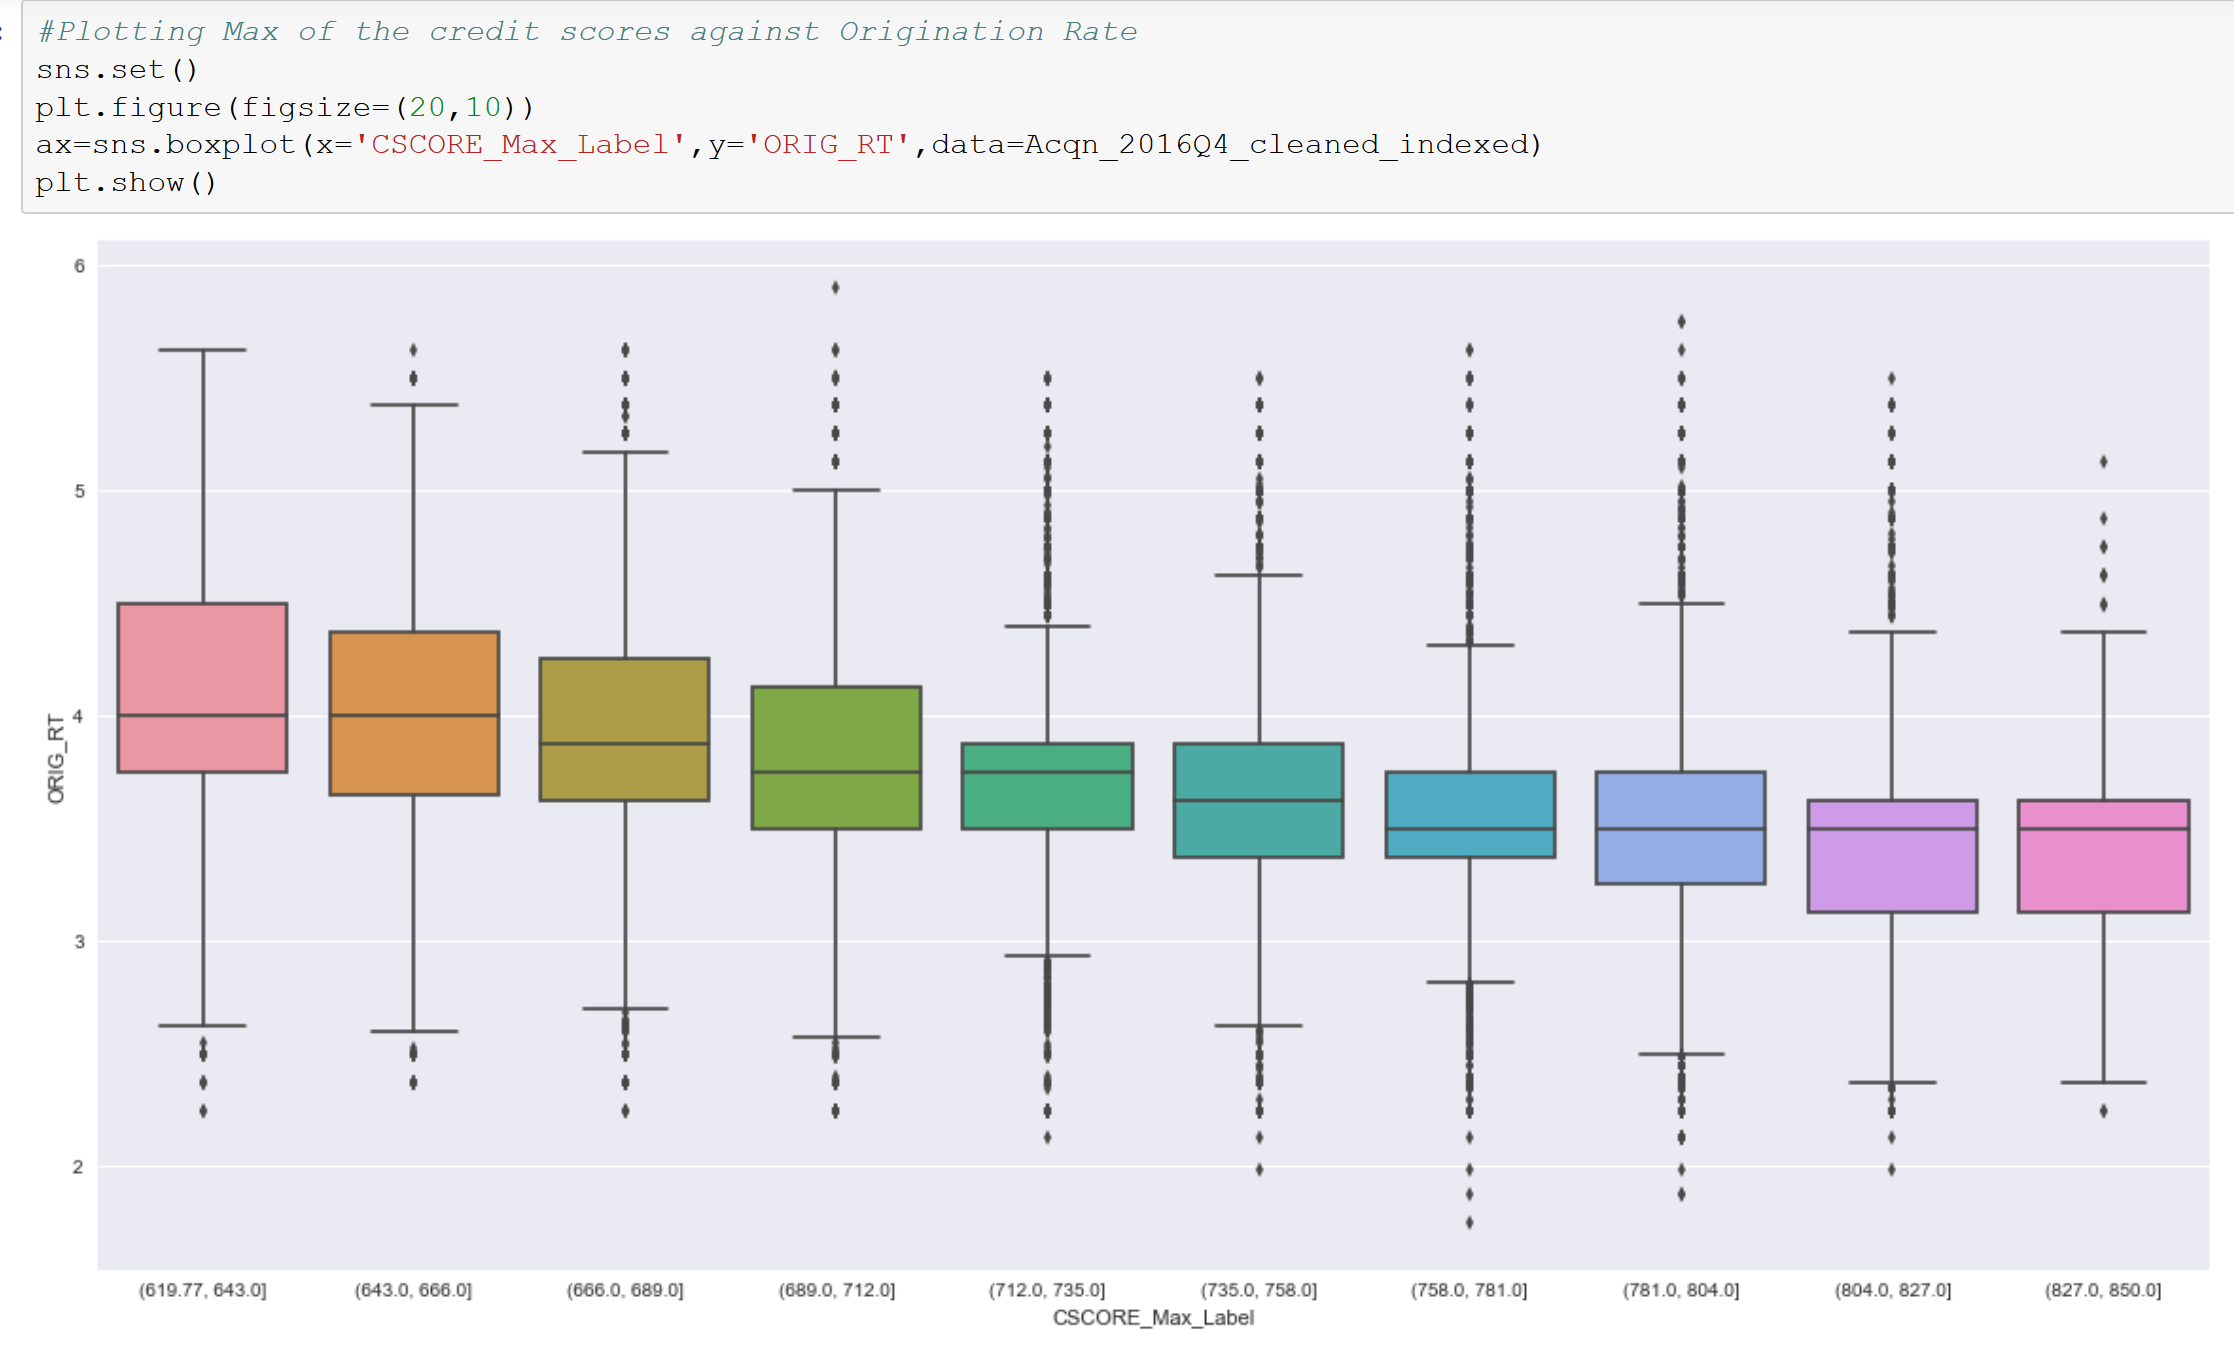 #Plotting Max of the credit scores against Origination Rate
sns.set()
plt.figure(figsize=(20,10))
ax=sns.boxplot(x='CSCORE_Max_Label',y='ORIG_RT',data=Acqn_2016Q4_cleaned_indexed)
plt.show()
6
5
4
3
2
ORIG_RT
(619.77, 643.0] (643.0, 666.0] (666.0, 689.0] (689.0, 712.0] (712.0, 735.0] (735.0, 758.0] (758.0, 781.0] (781.0, 804.0] (804.0, 827.0] (827.0, 850.0]
CSCORE_Max_Label